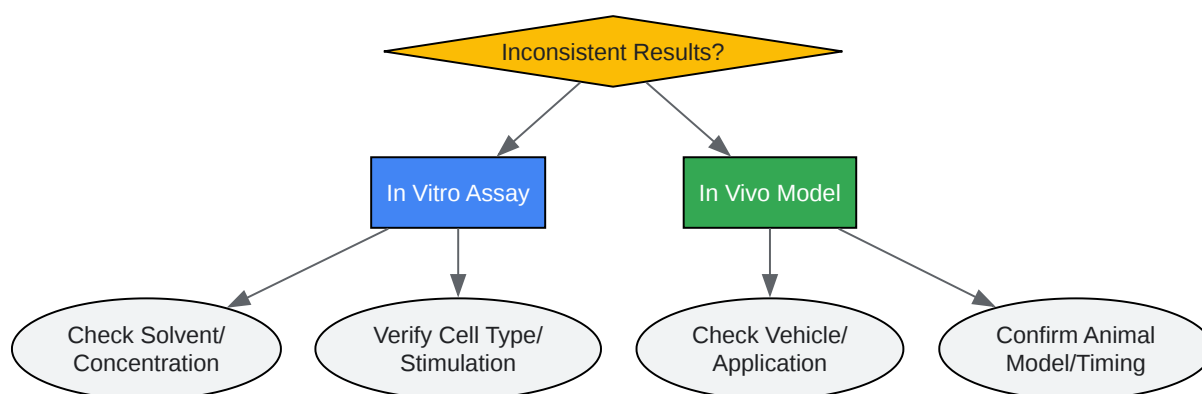 Inconsistent Results?
In Vitro Assay
In Vivo Model
Check Solvent/
Concentration
Verify Cell Type/
Stimulation
Check Vehicle/
Application
Confirm Animal
Model/Timing